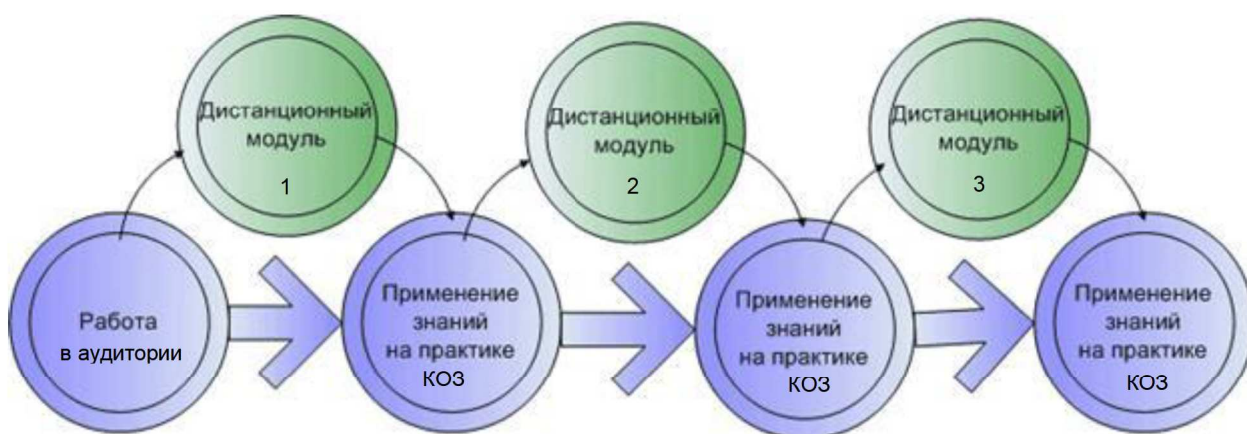 Дистанционный
модуль
1
Дистанционный
модуль
2
Дистанционный
модуль
3
Работа
в аудитории
Применение
знаний
на практике
КОЗ
Применение
знаний
на практике
КОЗ
Применение
знаний
на практике
КОЗ